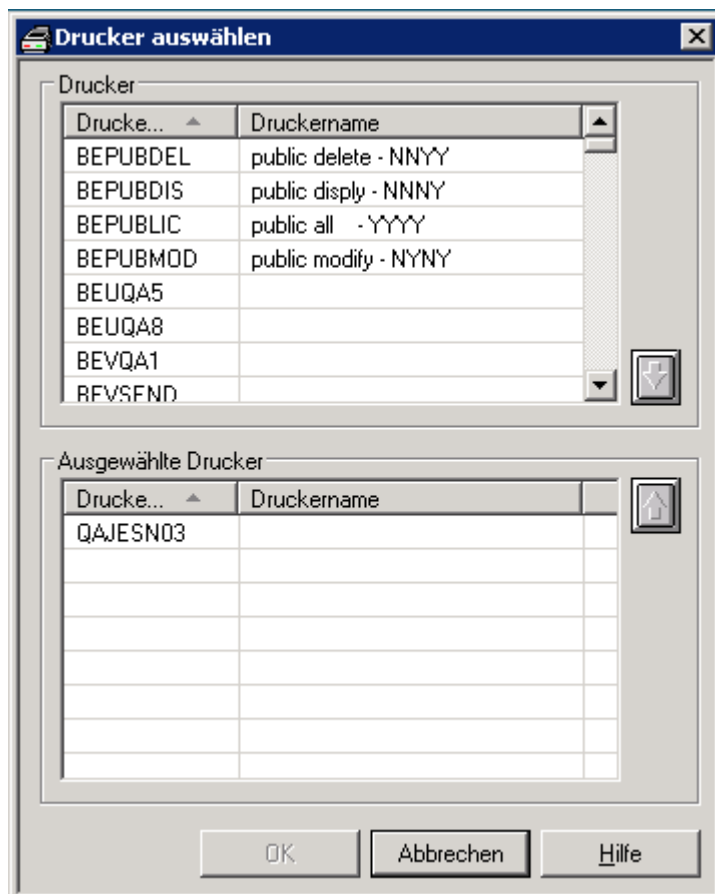 Drucker auswählen
Drucker
Drucke... Druckername
BEPUBDEL public delete - NNYY
BEPUBDIS public disply - NNNY
BEPUBLIC public all - YYYY
BEPUBMOD public modify - NYNY
BEUQA5
BEUQA8
BEVQA1
BEVSEND
Ausgewählte Drucker
Drucke... Druckername
QAJESN03
OK Abbrechen Hilfe